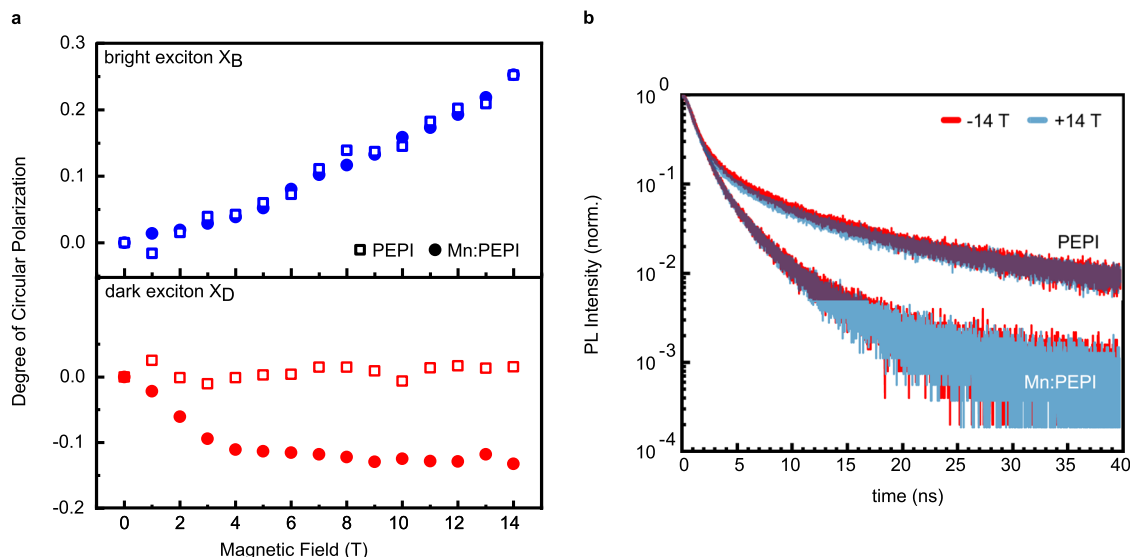 a
0.3
bright exciton XB
0.2
0.1
0.0
PEPI
Mn:PEPI
dark exciton XD
0.0
-0.1
-0.2
0 2 4 6 8 10 12 14
Magnetic Field (T)
Degree of Circular Polarization
b
10^0
-14 T
+14 T
10^-1
PEPI
10^-2
10^-3
Mn:PEPI
10^-4
0 5 10 15 20 25 30 35 40
time (ns)
PL Intensity (norm.)